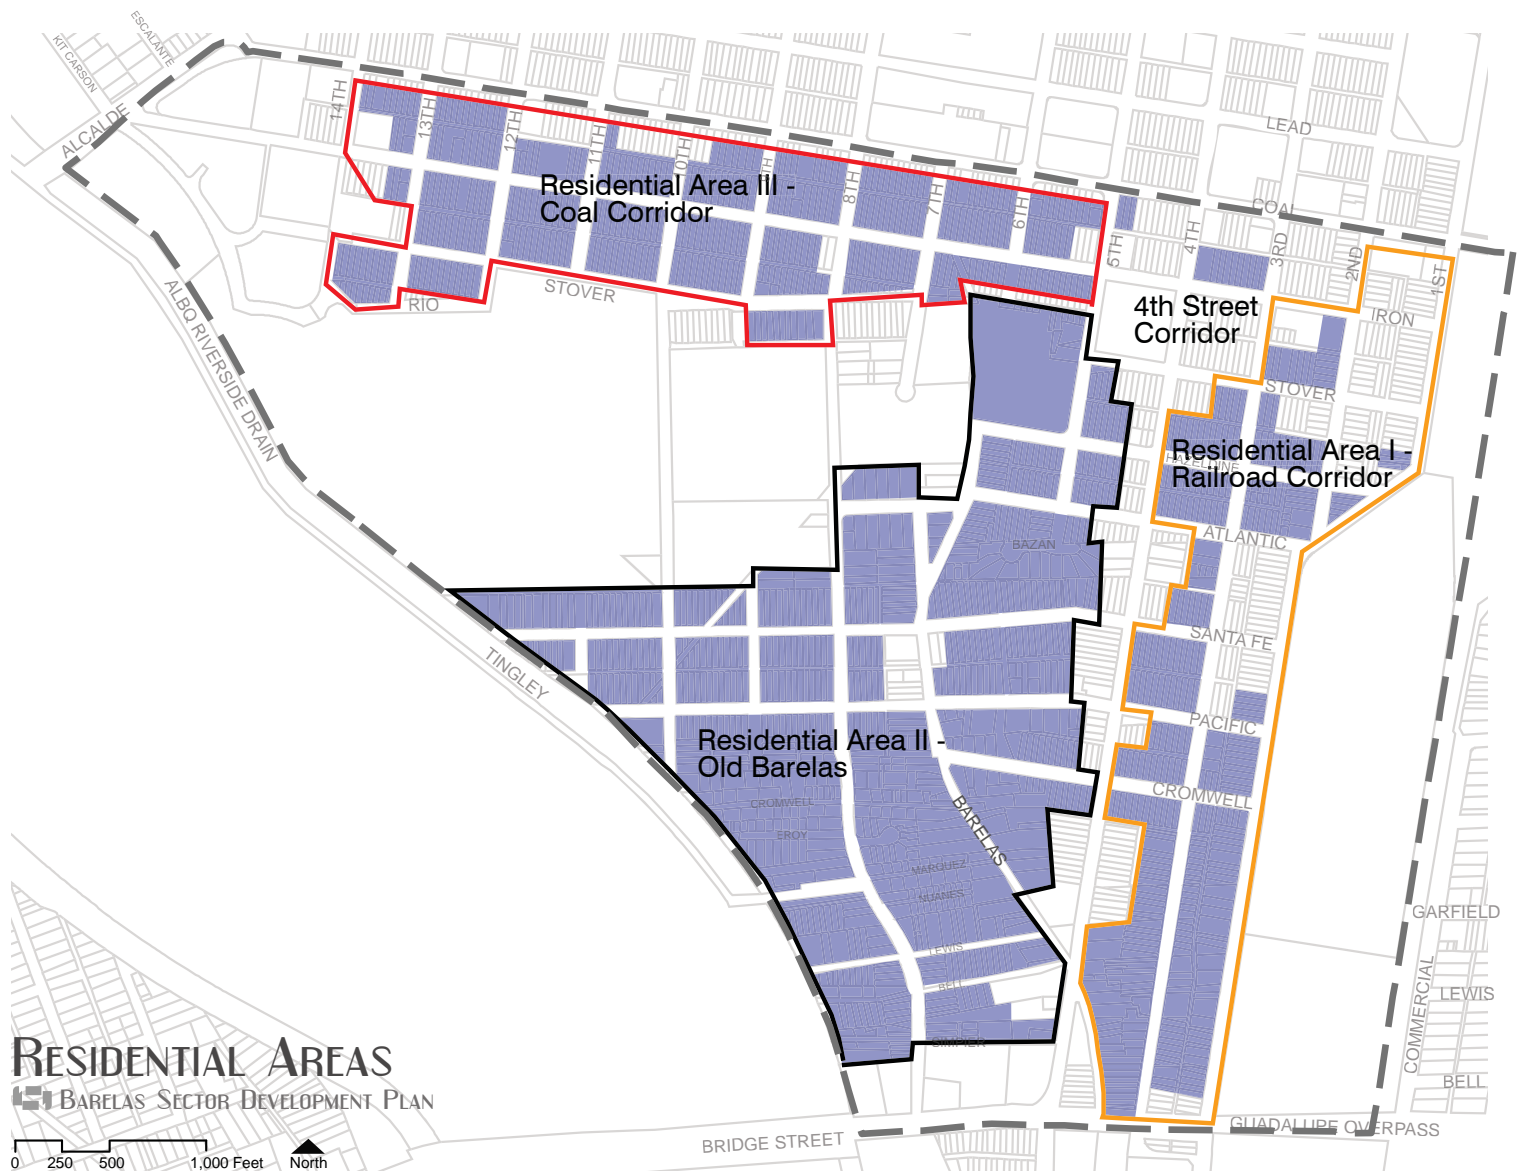 ESCALANTE
KIT CARSON
ALCALDE
14TH
13TH
12TH
11TH
8TH
7TH
6TH
5TH
4TH
3RD
2ND
1ST
LEAD
COAL
IRON
Residential Area III -
Coal Corridor
RIO
STOVER
4th Street
Corridor
STOVER
ALBQ RIVERSIDE DRAIN
Residential Area I -
Railroad Corridor
HAZELDINE
ATLANTIC
BAZAN
SANTA FE
TINGLEY
PACIFIC
Residential Area II -
Old Barelas
CROMWELL
CROMWELL
EROY
BARELAS
MARQUEZ
NUANES
LEWIS
BELL
SIMPIER
GARFIELD
LEWIS
COMMERCIAL
BELL
RESIDENTIAL AREAS
BARELAS SECTOR DEVELOPMENT PLAN
GUADALUPE OVERPASS
BRIDGE STREET
0 250 500 1,000 Feet North